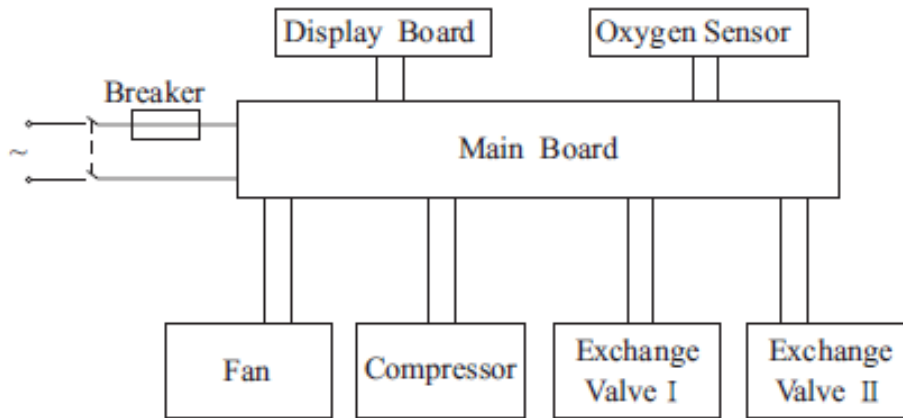 Display Board
Oxygen Sensor
Breaker
~
Main Board
Fan
Compressor
Exchange
Valve I
Exchange
Valve II